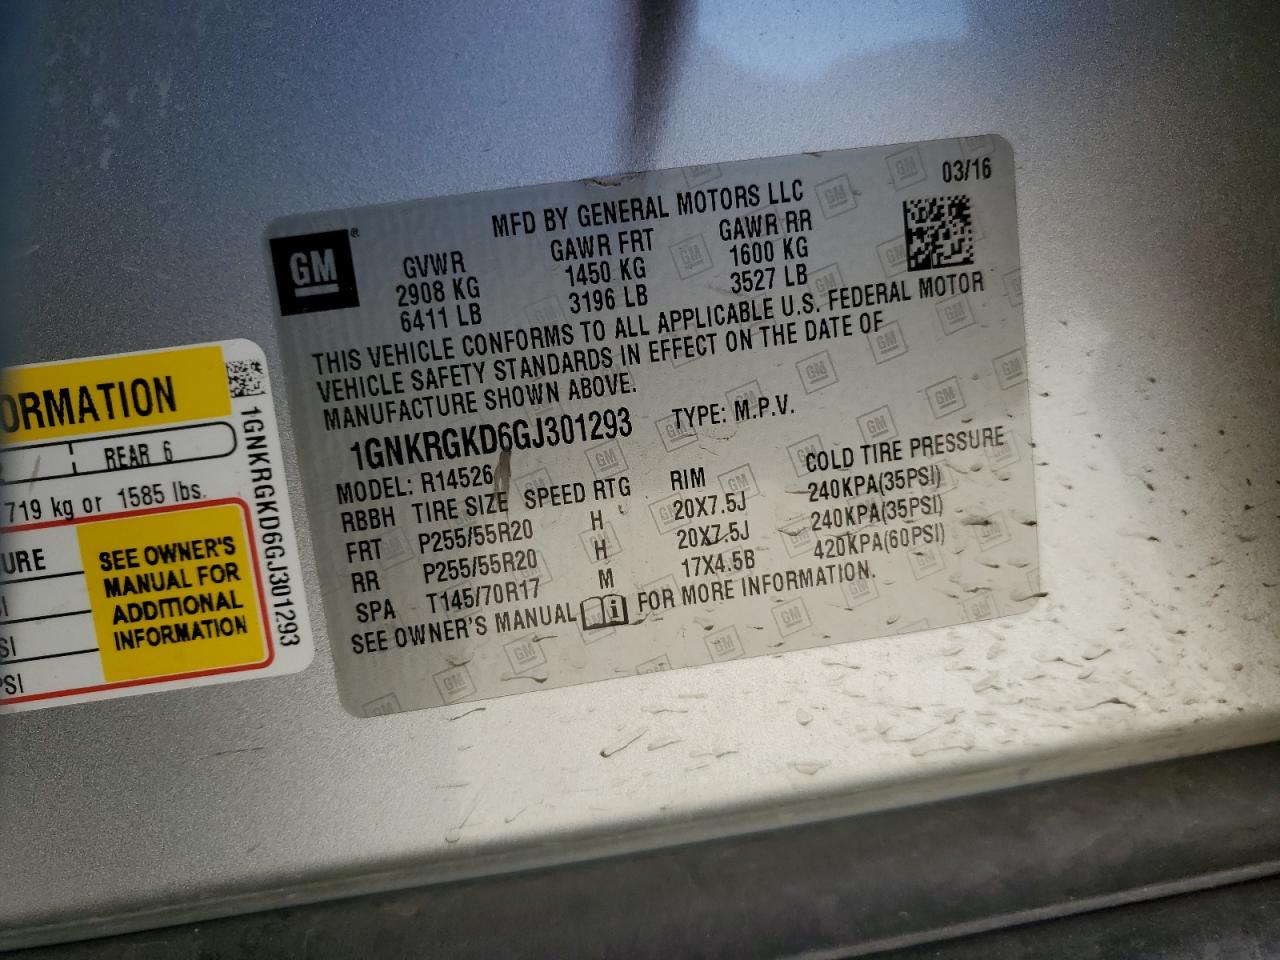 03/16
MFD BY GENERAL MOTORS LLC
GM®
GVWR GAWR FRT GAWR RR
2908 KG 1450 KG 1600 KG
6411 LB 3196 LB 3527 LB
THIS VEHICLE CONFORMS TO ALL APPLICABLE U.S. FEDERAL MOTOR
VEHICLE SAFETY STANDARDS IN EFFECT ON THE DATE OF
MANUFACTURE SHOWN ABOVE.
1GNKRGKD6GJ301293 TYPE: M.P.V.
MODEL: R14526
RBBH TIRE SIZE SPEED RTG RIM COLD TIRE PRESSURE
FRT P255/55R20 H 20X7.5J 240KPA(35PSI)
RR P255/55R20 H 20X7.5J 240KPA(35PSI)
SPA T145/70R17 M 17X4.5B 420KPA(60PSI)
SEE OWNER'S MANUAL i FOR MORE INFORMATION.
ORMATION
REAR 6
719 kg or 1585 lbs.
URE
SI
PSI
SEE OWNER'S
MANUAL FOR
ADDITIONAL
INFORMATION
1GNKRGKD6GJ301293